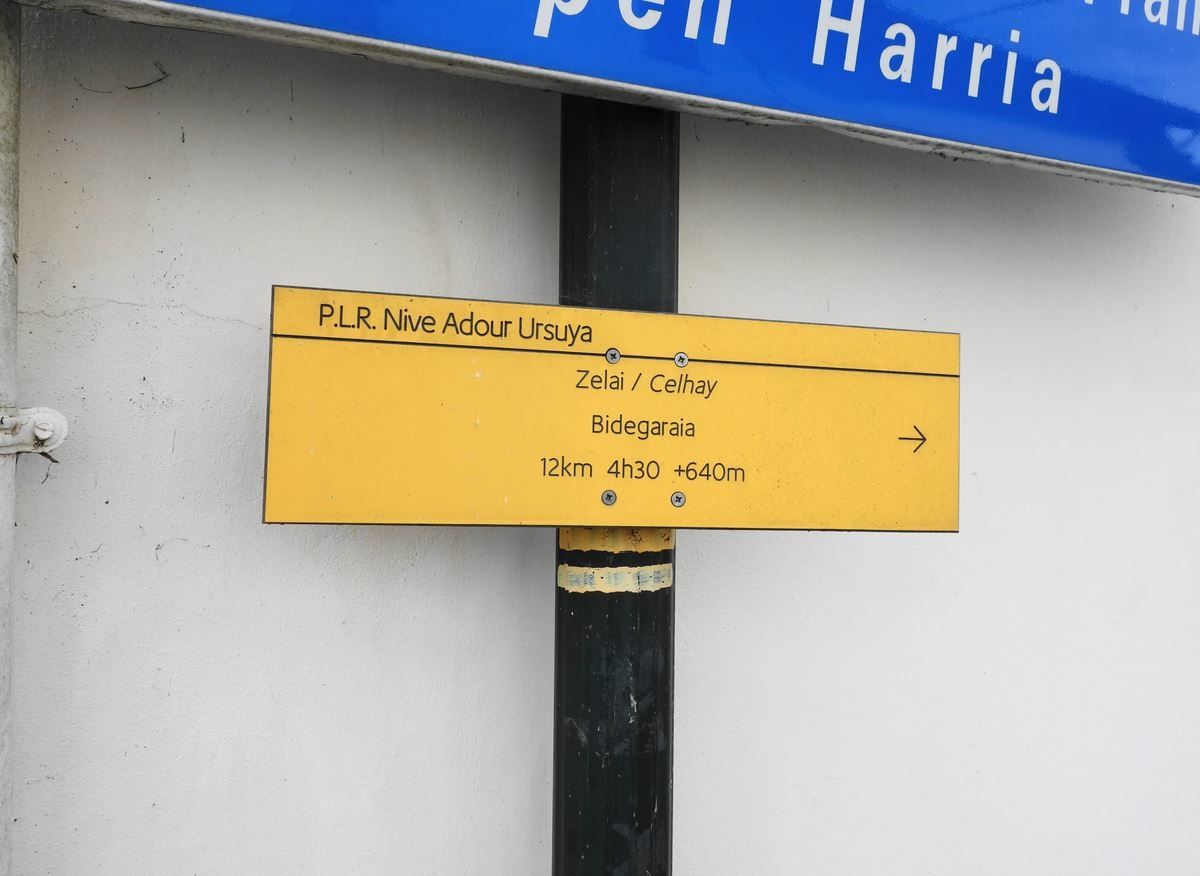 Harria
P.L.R. Nive Adour Ursuya
Zelai / Celhay
Bidegaraia
12km 4h30 +640m